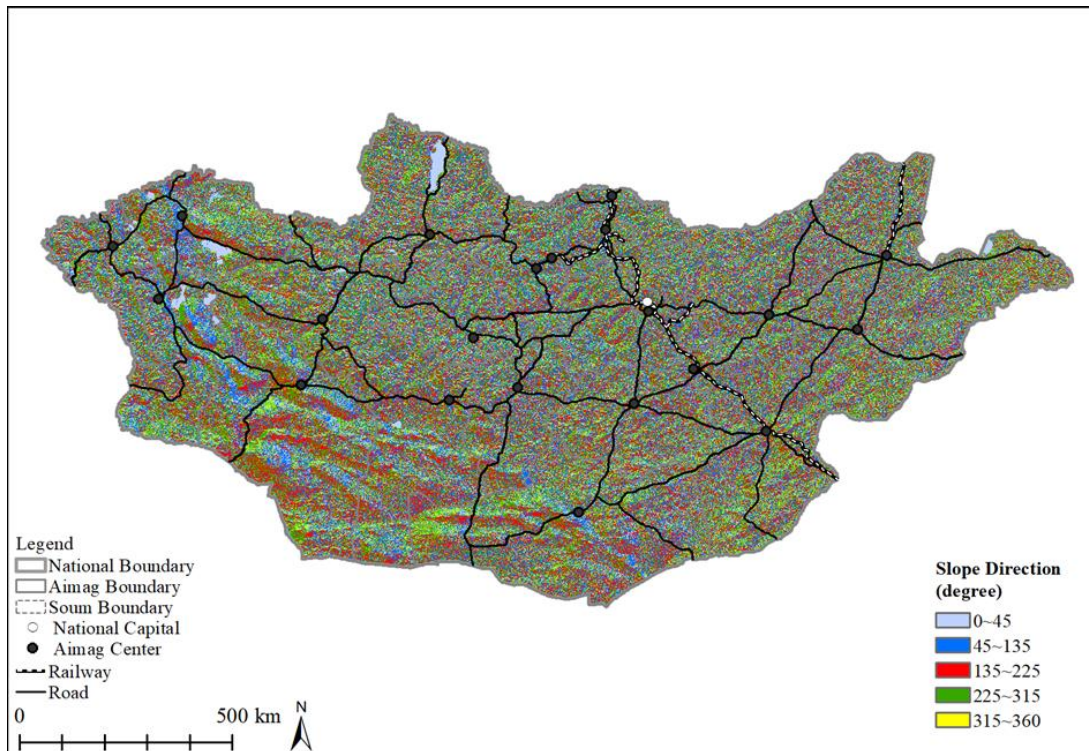 Legend
National Boundary
Aimag Boundary
Soum Boundary
National Capital
Aimag Center
Railway
Road
0 500 km
N
Slope Direction
(degree)
0~45
45~135
135~225
225~315
315~360